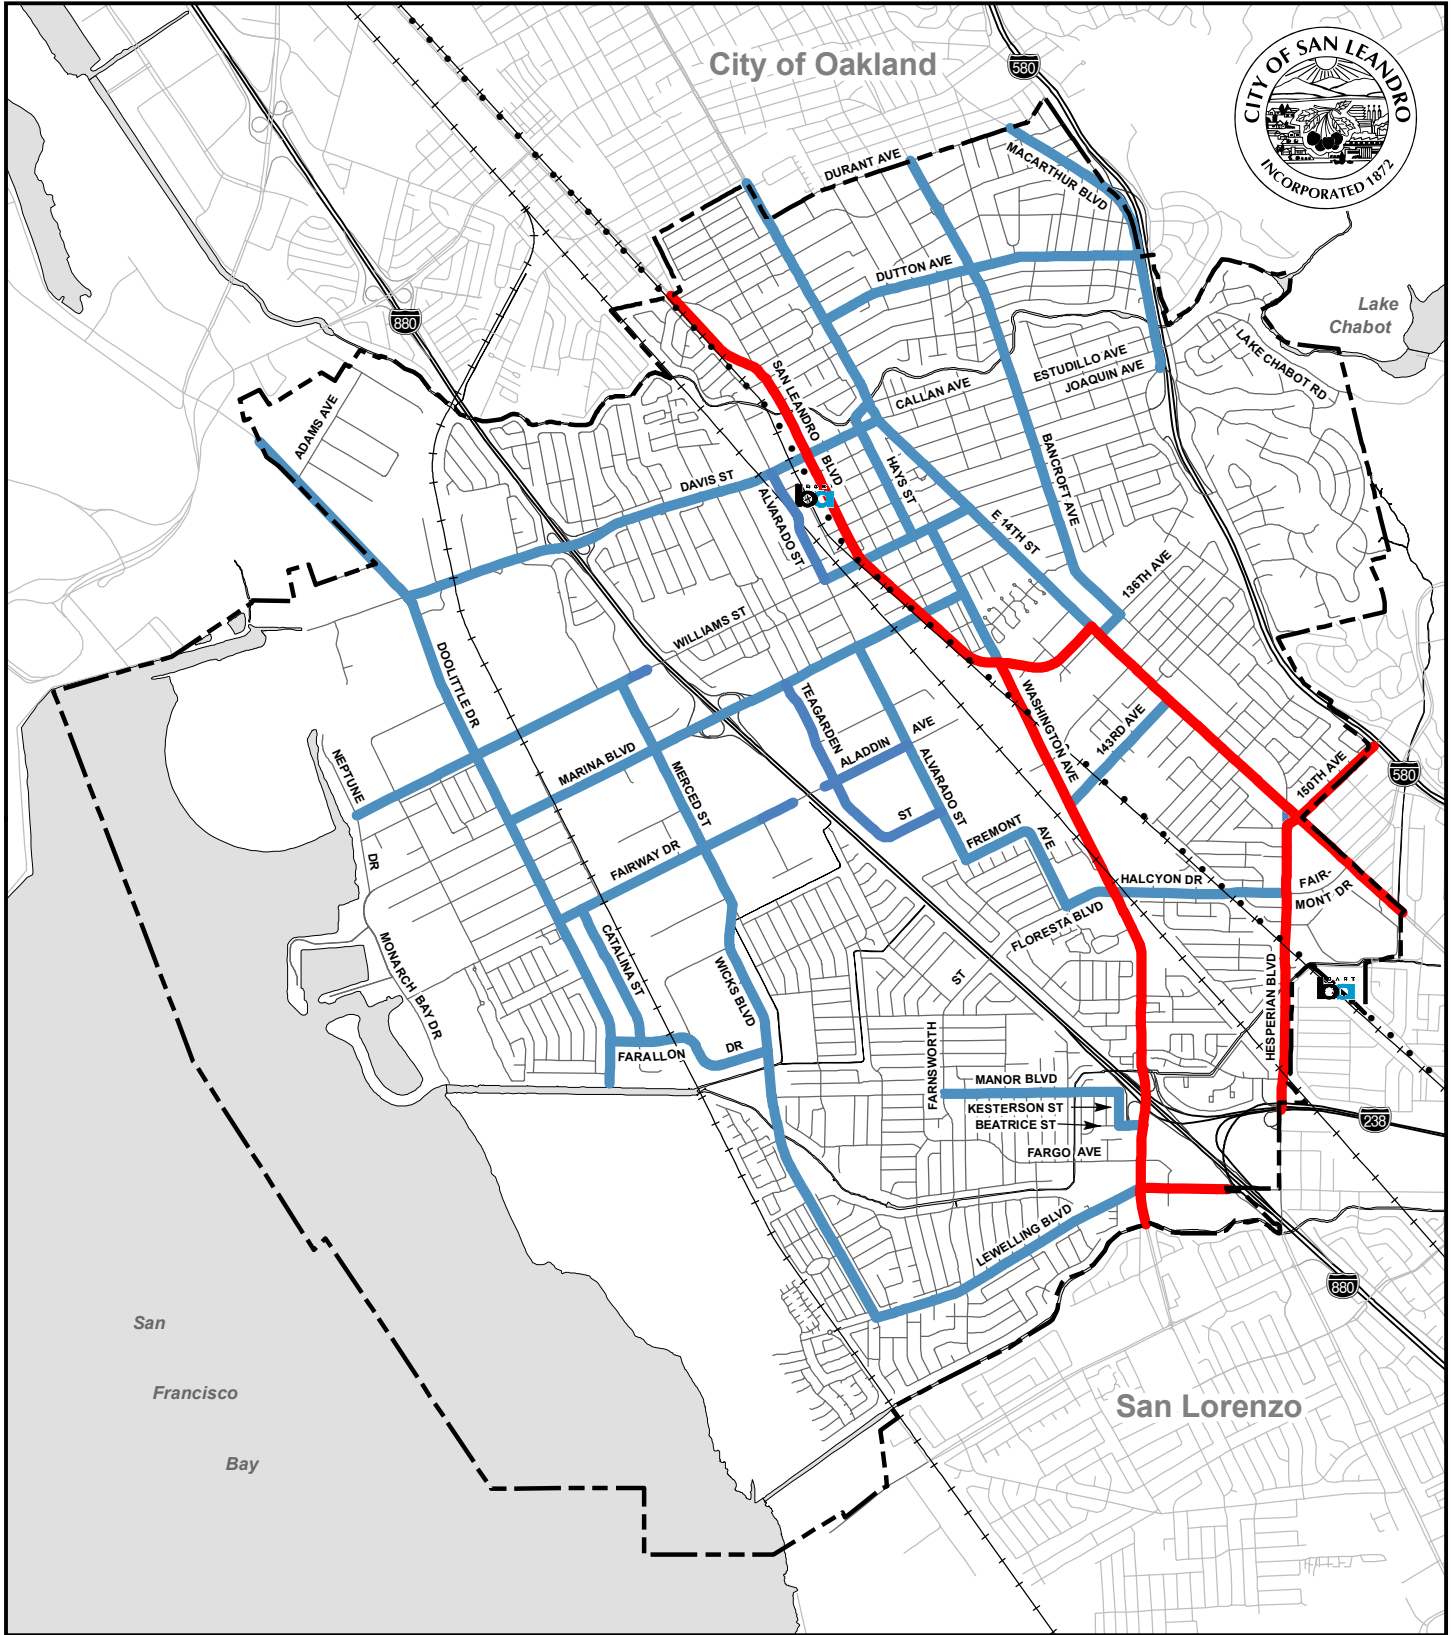 City of Oakland
580
CITY OF SAN LEANDRO
INCORPORATED 1872
DURANT AVE
MACARTHUR BLVD
DUTTON AVE
Lake
Chabot
880
LAKE CHABOT RD
ESTUDILLO AVE
JOAQUIN AVE
SAN LEANDRO
BLVD
CALLAN AVE
ADAMS AVE
BANCROFT AVE
HAYS ST
DAVIS ST
ALVARADO ST
E 14TH ST
136TH AVE
WILLIAMS ST
DOOLITTLE DR
TEAGARDEN
ST
WASHINGTON AVE
143RD AVE
ALADDIN AVE
NEPTUNE
DR
MARINA BLVD
MERCED ST
ALVARADO ST
150TH AVE
580
FREMONT
AVE
FAIRWAY DR
HALCYON DR
FAIR-
MONT DR
FLORESTA BLVD
CATALINA ST
MONARCH BAY DR
WICKS BLVD
HESPERIAN BLVD
FARNSWORTH
ST
FARALLON
DR
MANOR BLVD
KESTERSON ST
BEATRICE ST
238
FARGO AVE
LEWELLING BLVD
880
San
Francisco
Bay
San Lorenzo